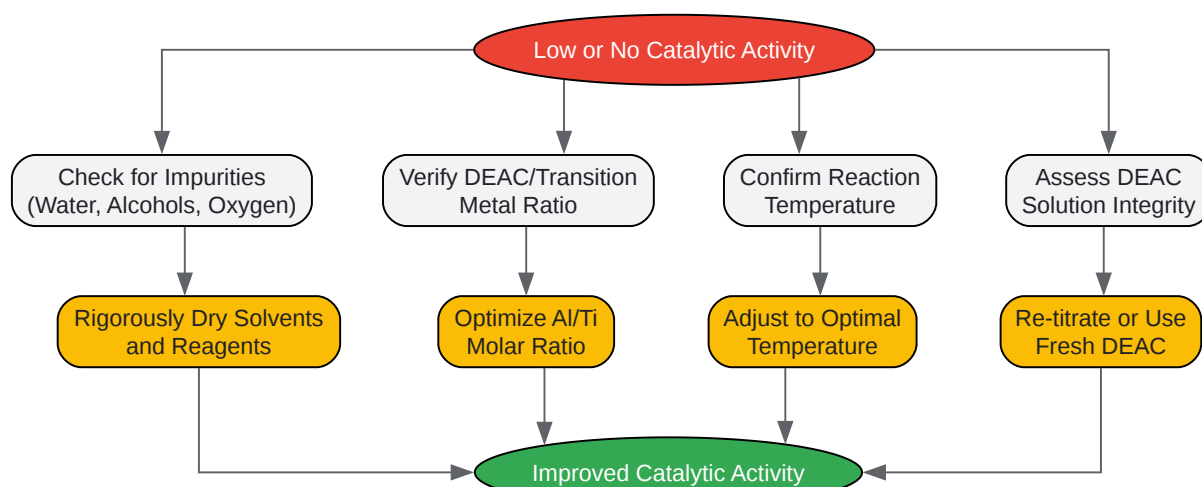 Low or No Catalytic Activity
Check for Impurities
(Water, Alcohols, Oxygen)
Verify DEAC/Transition
Metal Ratio
Confirm Reaction
Temperature
Assess DEAC
Solution Integrity
Rigorously Dry Solvents
and Reagents
Optimize Al/Ti
Molar Ratio
Adjust to Optimal
Temperature
Re-titrate or Use
Fresh DEAC
Improved Catalytic Activity